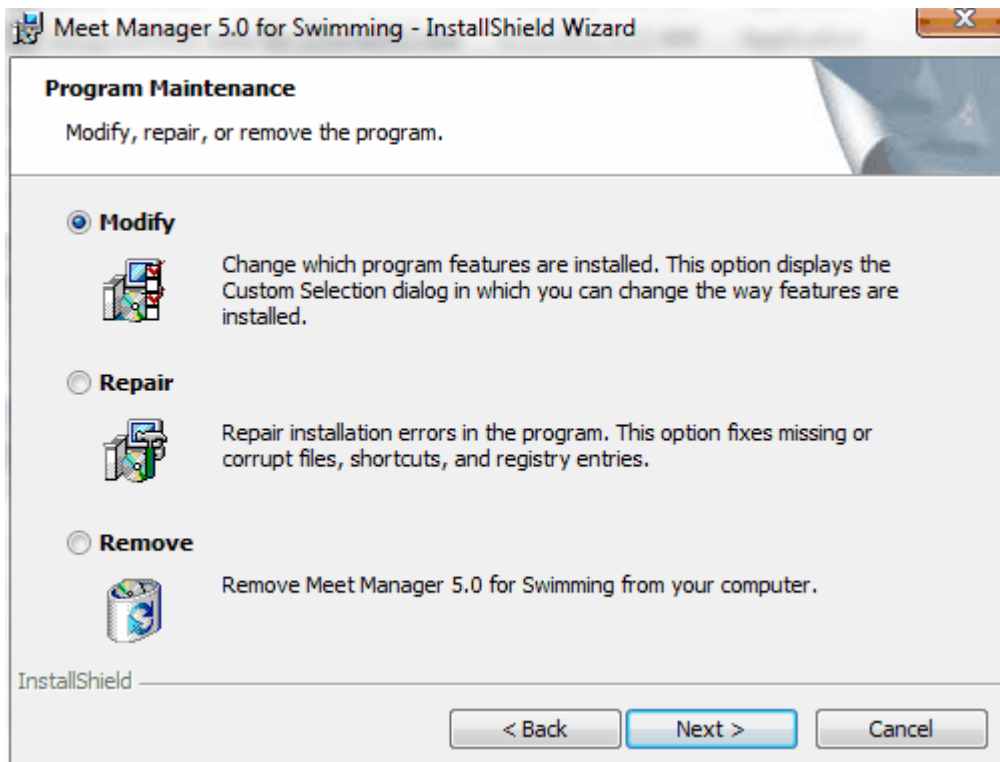 Meet Manager 5.0 for Swimming - InstallShield Wizard
Program Maintenance
Modify, repair, or remove the program.
Modify
Change which program features are installed. This option displays the
Custom Selection dialog in which you can change the way features are
installed.
Repair
Repair installation errors in the program. This option fixes missing or
corrupt files, shortcuts, and registry entries.
Remove
Remove Meet Manager 5.0 for Swimming from your computer.
InstallShield
< Back
Next >
Cancel